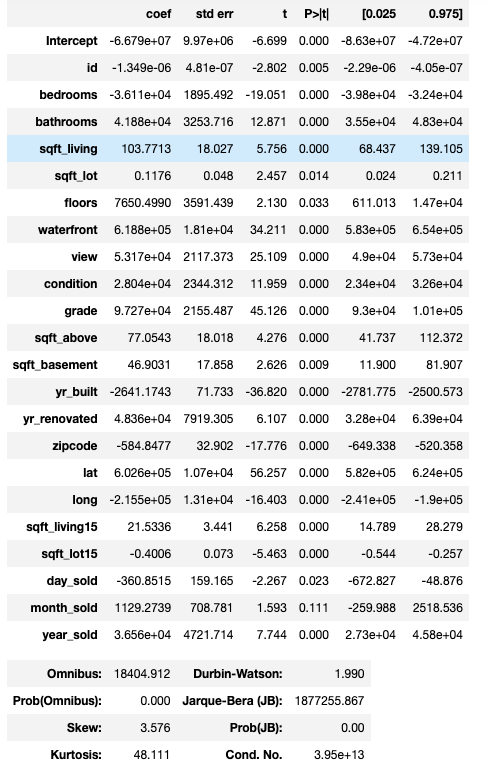 coef std err t P>|t| [0.025 0.975]
Intercept -6.679e+07 9.97e+06 -6.699 0.000 -8.63e+07 -4.72e+07
id -1.349e-06 4.81e-07 -2.802 0.005 -2.29e-06 -4.05e-07
bedrooms -3.611e+04 1895.492 -19.051 0.000 -3.98e+04 -3.24e+04
bathrooms 4.188e+04 3253.716 12.871 0.000 3.55e+04 4.83e+04
sqft_living 103.7713 18.027 5.756 0.000 68.437 139.105
sqft_lot 0.1176 0.048 2.457 0.014 0.024 0.211
floors 7650.4990 3591.439 2.130 0.033 611.013 1.47e+04
waterfront 6.188e+05 1.81e+04 34.211 0.000 5.83e+05 6.54e+05
view 5.317e+04 2117.373 25.109 0.000 4.9e+04 5.73e+04
condition 2.804e+04 2344.312 11.959 0.000 2.34e+04 3.26e+04
grade 9.727e+04 2155.487 45.126 0.000 9.3e+04 1.01e+05
sqft_above 77.0543 18.018 4.276 0.000 41.737 112.372
sqft_basement 46.9031 17.858 2.626 0.009 11.900 81.907
yr_built -2641.1743 71.733 -36.820 0.000 -2781.775 -2500.573
yr_renovated 4.836e+04 7919.305 6.107 0.000 3.28e+04 6.39e+04
zipcode -584.8477 32.902 -17.776 0.000 -649.338 -520.358
lat 6.026e+05 1.07e+04 56.257 0.000 5.82e+05 6.24e+05
long -2.155e+05 1.31e+04 -16.403 0.000 -2.41e+05 -1.9e+05
sqft_living15 21.5336 3.441 6.258 0.000 14.789 28.279
sqft_lot15 -0.4006 0.073 -5.463 0.000 -0.544 -0.257
day_sold -360.8515 159.165 -2.267 0.023 -672.827 -48.876
month_sold 1129.2739 708.781 1.593 0.111 -259.988 2518.536
year_sold 3.656e+04 4721.714 7.744 0.000 2.73e+04 4.58e+04
Omnibus: 18404.912 Durbin-Watson: 1.990
Prob(Omnibus): 0.000 Jarque-Bera (JB): 1877255.867
Skew: 3.576 Prob(JB): 0.00
Kurtosis: 48.111 Cond. No. 3.95e+13